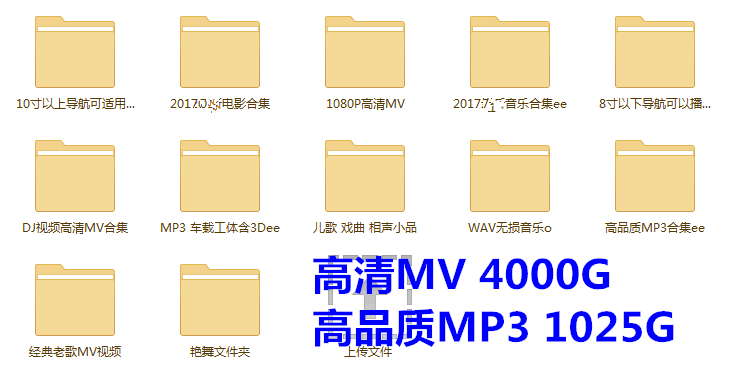 10寸以上导航可适用...
2017 电影合集
1080P高清MV
2017 音乐合集ee
8寸以下导航可以播...
DJ视频高清MV合集
MP3 车载工体含3Dee
儿歌 戏曲 相声小品
WAV无损音乐o
高品质MP3合集ee
高清MV 4000G
高品质MP3 1025G
经典老歌MV视频
艳舞文件夹
上传文件